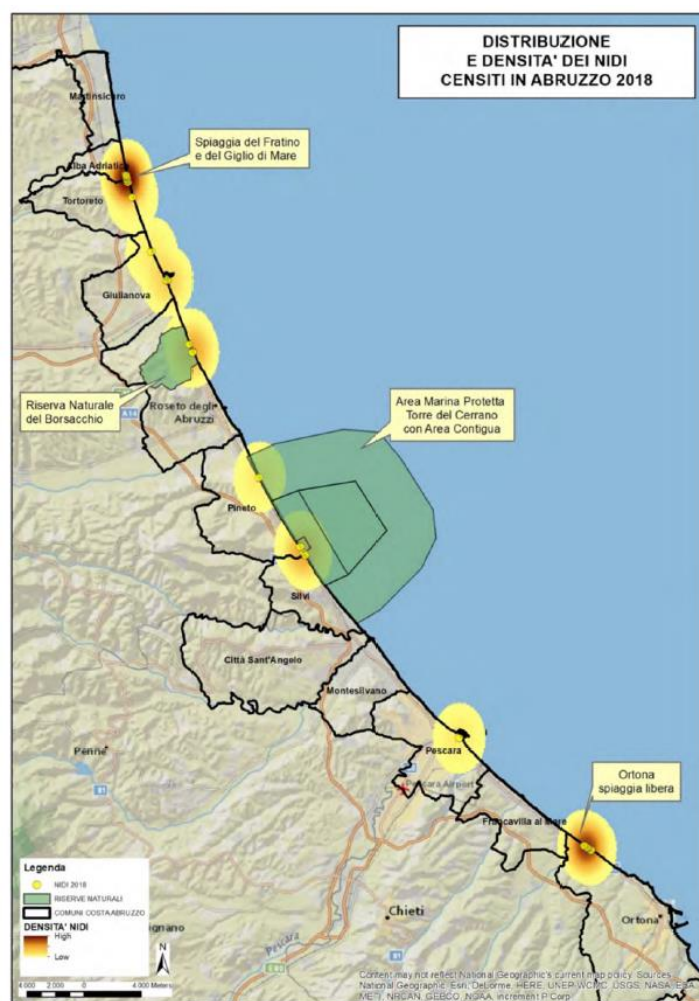 DISTRIBUZIONE
E DENSITA' DEI NIDI
CENSITI IN ABRUZZO 2018
Martinsicuro
Spiaggia del Fratino
e del Giglio di Mare
Alba Adriatica
Tortoreto
Giulianova
Riserva Naturale
del Borsacchio
A14
Roseto degli
Abruzzi
Area Marina Protetta
Torre del Cerrano
con Area Contigua
Pineto
Silvi
Città Sant'Angelo
Montesilvano
Penne
Pescara
Pescara Airport
Ortona
spiaggia libera
Francavilla al Mare
Chieti
Ortona
Pescara
Legenda
NIDI 2018
RISERVE NATURALI
COMUNI COSTA ABRUZZO
DENSITA' NIDI
High
Low
N
4 000 2 000 0 4 000 Meters
Content may not reflect National Geographic's current map policy. Sources:
National Geographic, Esri, DeLorme, HERE, UNEP-WCMC, USGS, NASA, ESA,
METI, NRCAN, GEBCO, NOAA, increment P Corp.